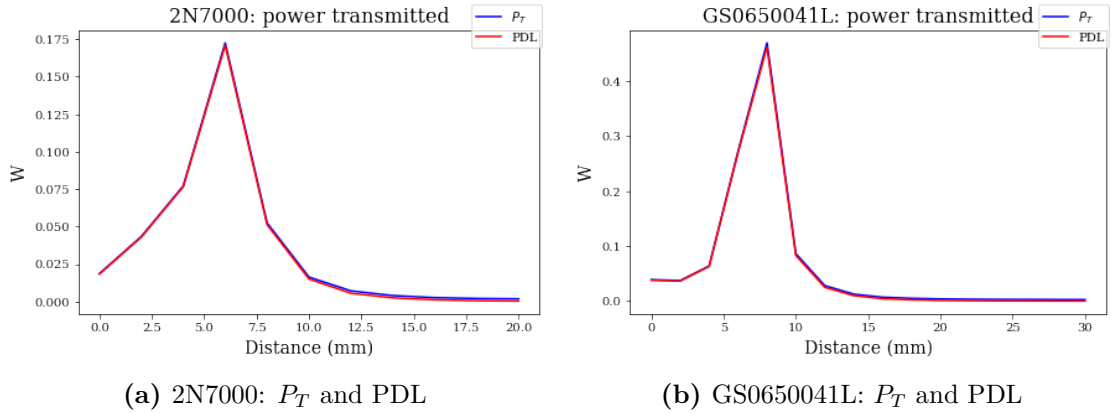 2N7000: power transmitted
P_T
PDL
0.175
0.150
0.125
0.100
0.075
0.050
0.025
0.000
W
0.0
2.5
5.0
7.5
10.0
12.5
15.0
17.5
20.0
Distance (mm)
(a) 2N7000: P_T and PDL
GS0650041L: power transmitted
P_T
PDL
0.4
0.3
0.2
0.1
0.0
W
0
5
10
15
20
25
30
Distance (mm)
(b) GS0650041L: P_T and PDL